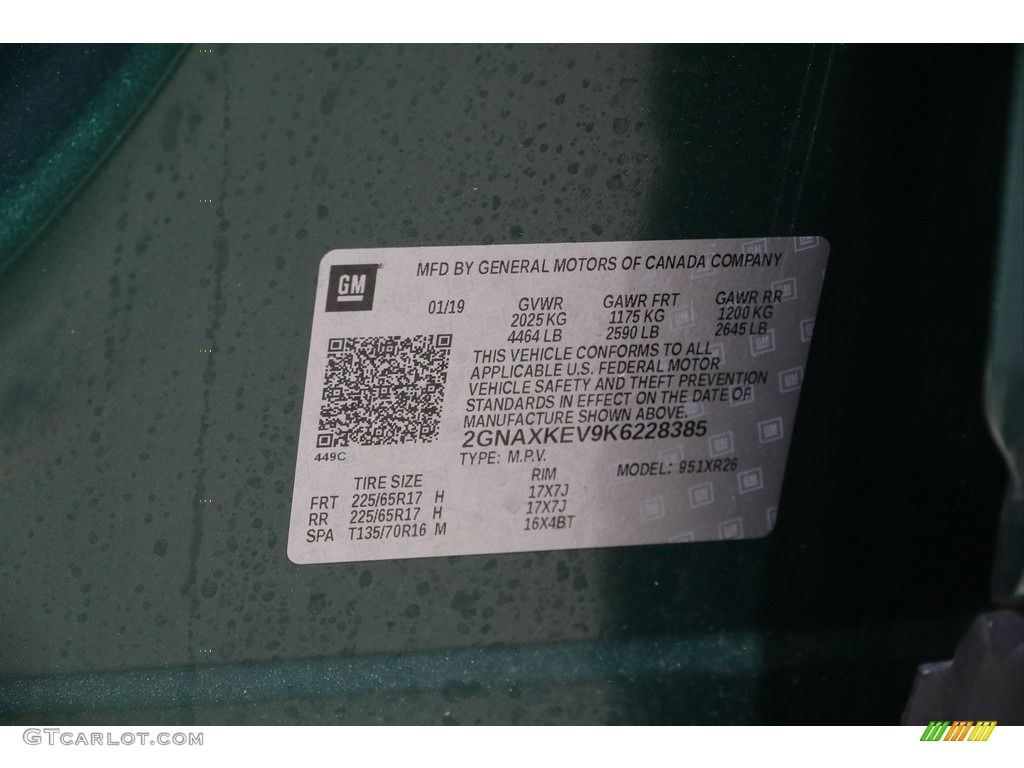 GM
MFD BY GENERAL MOTORS OF CANADA COMPANY
01/19 GVWR GAWR FRT GAWR RR
2025 KG 1175 KG 1200 KG
4464 LB 2590 LB 2645 LB
THIS VEHICLE CONFORMS TO ALL
APPLICABLE U.S. FEDERAL MOTOR
VEHICLE SAFETY AND THEFT PREVENTION
STANDARDS IN EFFECT ON THE DATE OF
MANUFACTURE SHOWN ABOVE.
2GNAXKEV9K6228385
449C
TYPE: M.P.V. MODEL: 951XR26
TIRE SIZE RIM
FRT 225/65R17 H 17X7J
RR 225/65R17 H 17X7J
SPA T135/70R16 M 16X4BT
GTCARLOT.COM